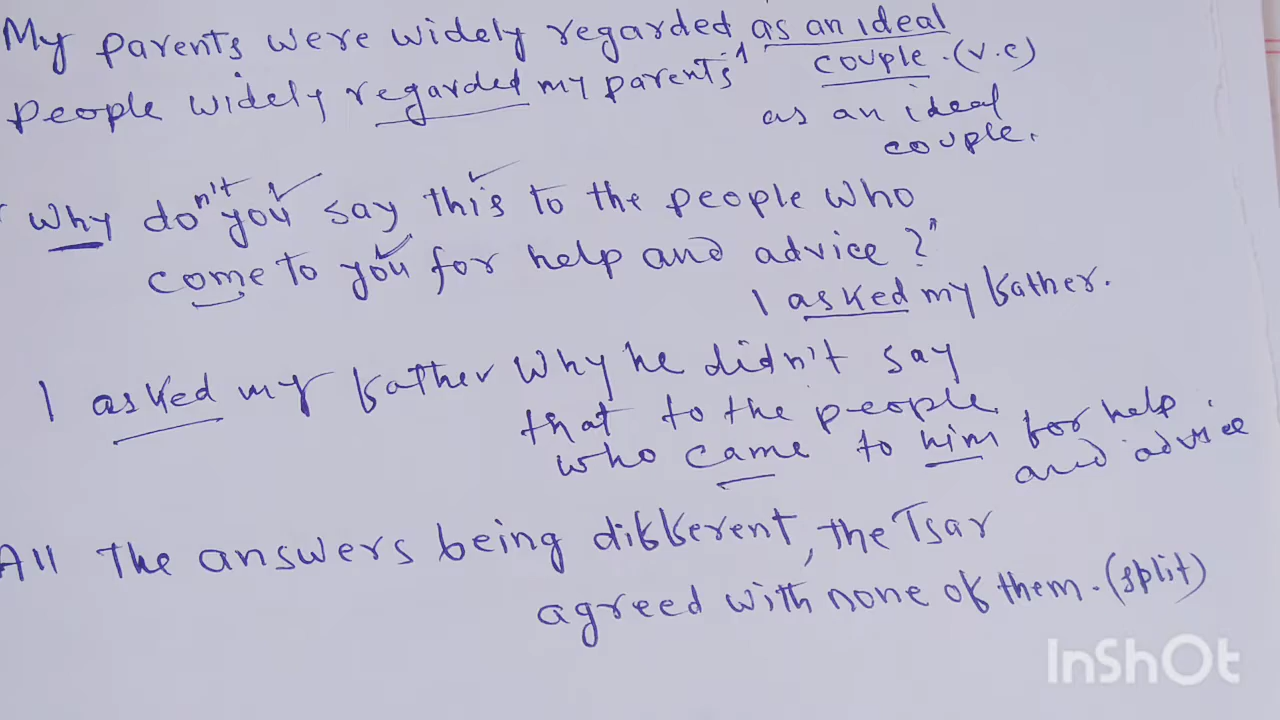 My parents were widely regarded as an ideal
couple. (v.c)
People widely regarded my parents
as an ideal
couple.
Why don't you say this to the people who
come to you for help and advice ?"
I asked my father.
I asked my father Why he didn't say
that to the people
who came to him for help
and advice
All the answers being different, the Tsar
agreed with none of them. (split)
InShOt